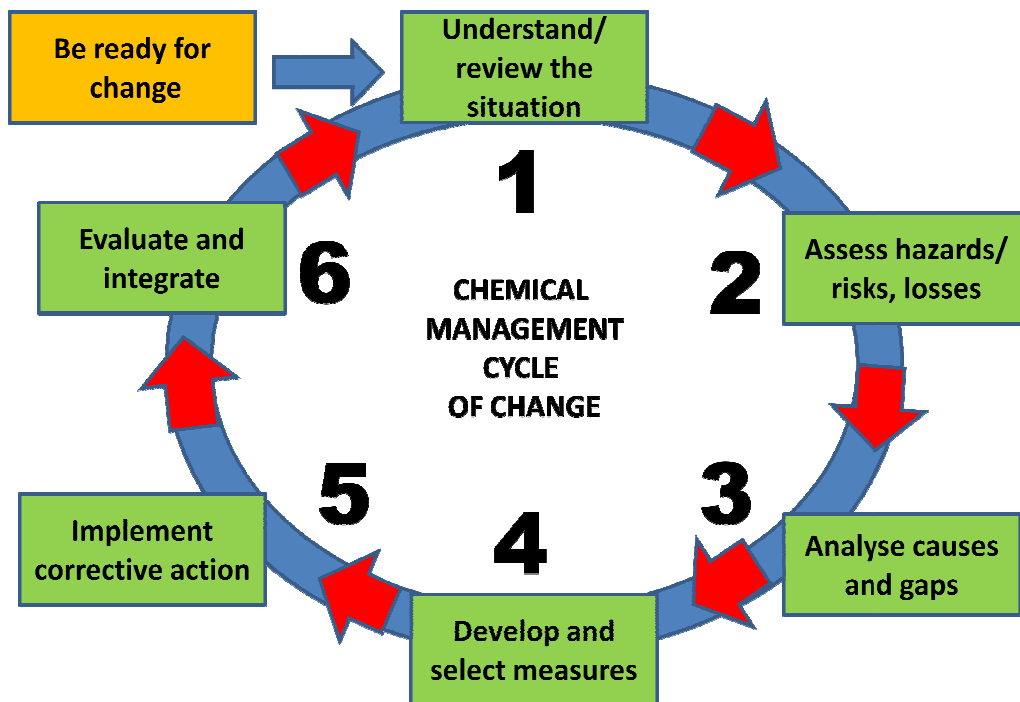 Be ready for
change
Understand/
review the
situation
1
Assess hazards/
risks, losses
2
Analyse causes
and gaps
3
Develop and
select measures
4
Implement
corrective action
5
Evaluate and
integrate
6
CHEMICAL
MANAGEMENT
CYCLE
OF CHANGE